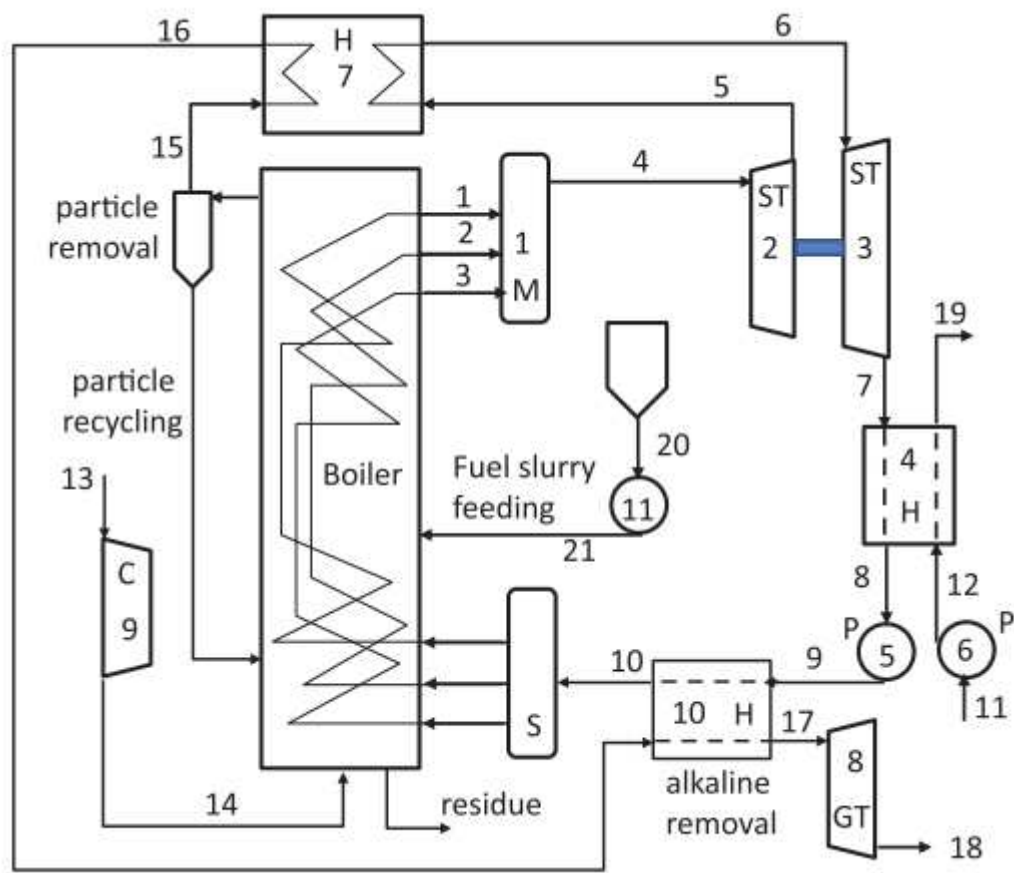 16
6
H
7
5
15
4
particle
removal
1
2
3
1
M
ST
2
ST
3
19
particle
recycling
7
20
4
H
Boiler
Fuel slurry
feeding
11
21
13
C
9
8
12
P
5
P
6
10
9
11
S
10 H
17
alkaline
removal
8
GT
14
residue
18